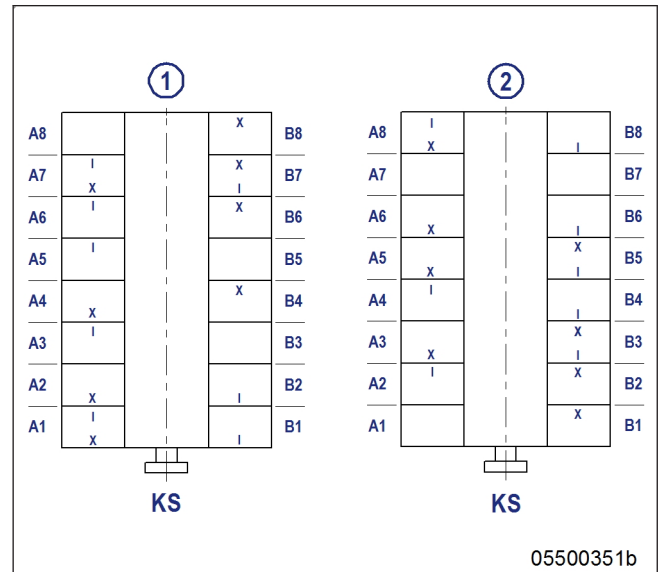 1
A8 X B8
A7 I X X I B7
A6 I X B6
A5 I B5
A4 X X B4
A3 I B3
A2 X I B2
A1 I X I B1
KS
2
A8 I X I B8
A7 B7
A6 X I B6
A5 X X I B5
A4 I I B4
A3 X X I B3
A2 I X B2
A1 X B1
KS
05500351b